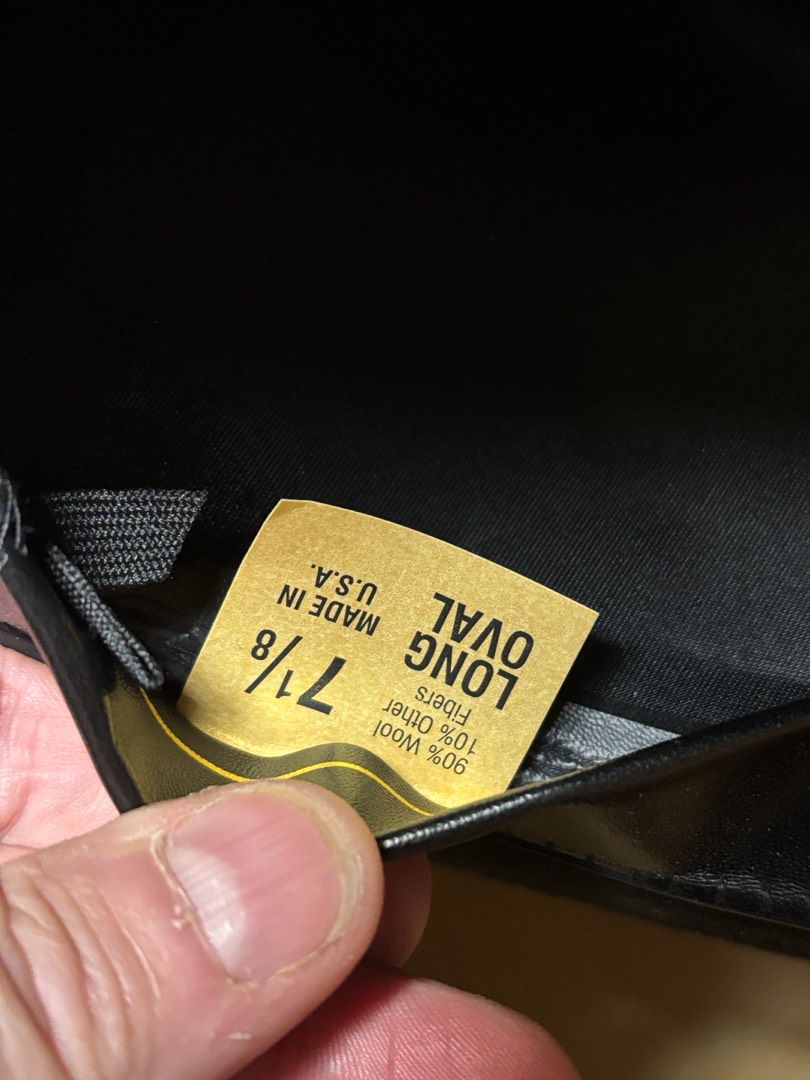 90% Wool
10% Other
Fibers
LONG
OVAL
7 1/8
MADE IN
U.S.A.